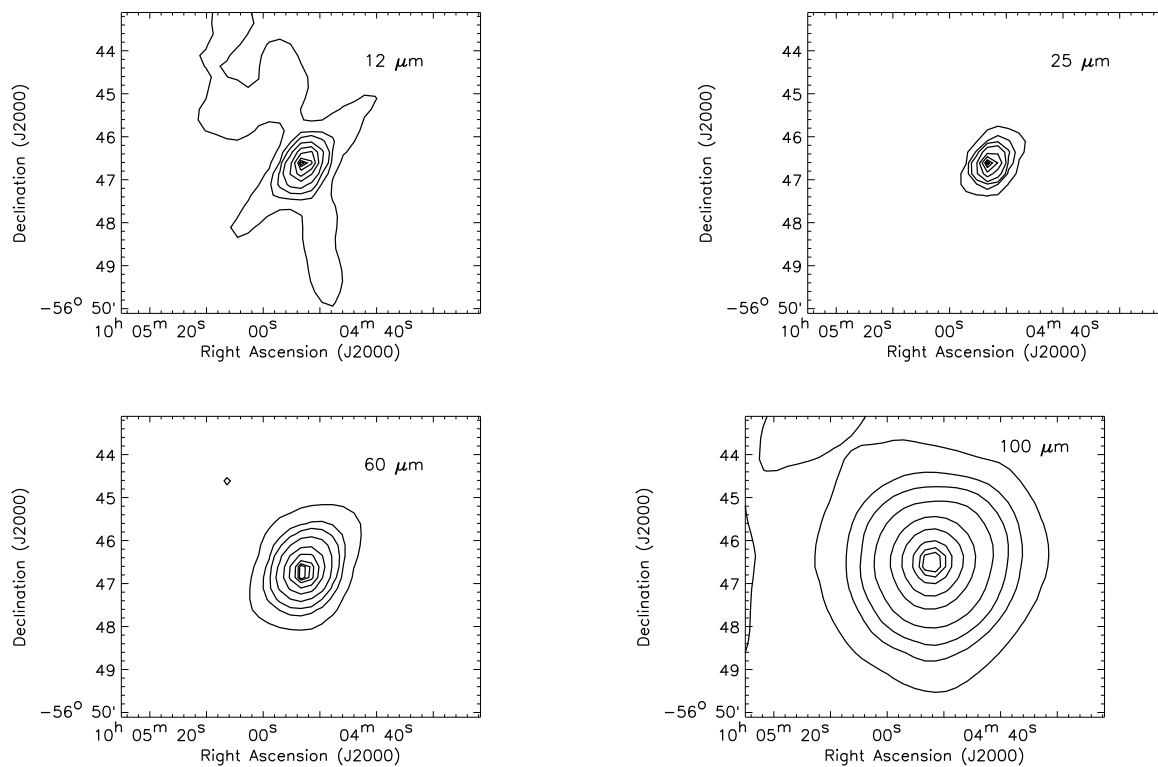 12 μm
44
45
46
47
48
49
−56° 50'
10h 05m 20s 00s 04m 40s
Right Ascension (J2000)
Declination (J2000)
25 μm
44
45
46
47
48
49
−56° 50'
10h 05m 20s 00s 04m 40s
Right Ascension (J2000)
Declination (J2000)
60 μm
44
45
46
47
48
49
−56° 50'
10h 05m 20s 00s 04m 40s
Right Ascension (J2000)
Declination (J2000)
100 μm
44
45
46
47
48
49
−56° 50'
10h 05m 20s 00s 04m 40s
Right Ascension (J2000)
Declination (J2000)